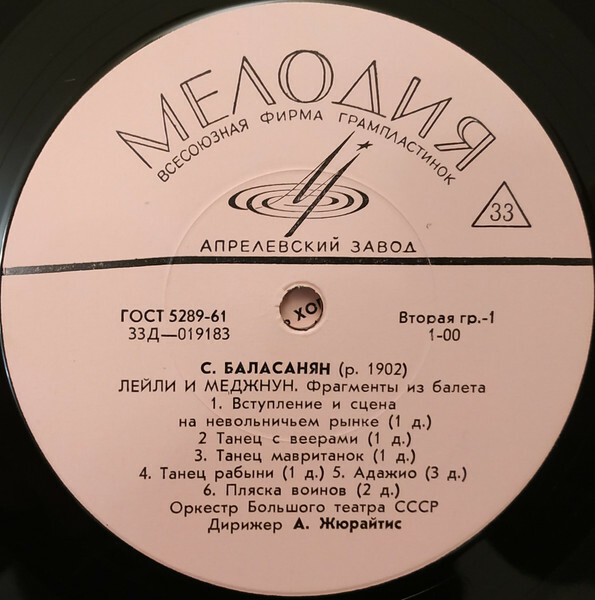 МЕЛОДИЯ
ВСЕСОЮЗНАЯ ФИРМА ГРАМПЛАСТИНОК
33
АПРЕЛЕВСКИЙ ЗАВОД
ГОСТ 5289-61
Вторая гр.-1
33Д—019183
1-00
С. БАЛАСАНЯН (р. 1902)
ЛЕЙЛИ И МЕДЖНУН. Фрагменты из балета
1. Вступление и сцена
на невольничьем рынке (1 д.)
2 Танец с веерами (1 д.)
3. Танец мавританок (1 д.)
4. Танец рабыни (1 д.) 5. Адажио (3 д.)
6. Пляска воинов (2 д.)
Оркестр Большого театра СССР
Дирижер А. Жюрайтис